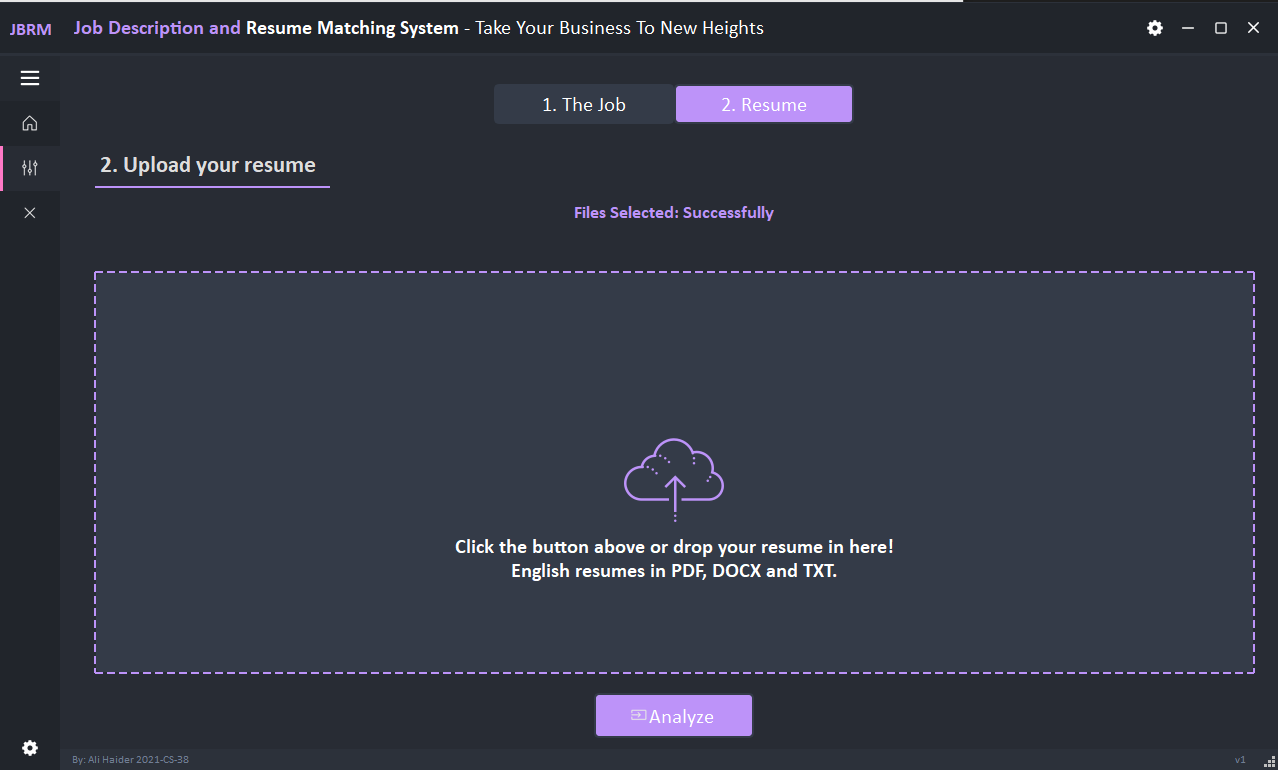 JBRM
Job Description and Resume Matching System - Take Your Business To New Heights
1. The Job
2. Resume
2. Upload your resume
Files Selected: Successfully
Click the button above or drop your resume in here!
English resumes in PDF, DOCX and TXT.
Analyze
By: Ali Haider 2021-CS-38
v1